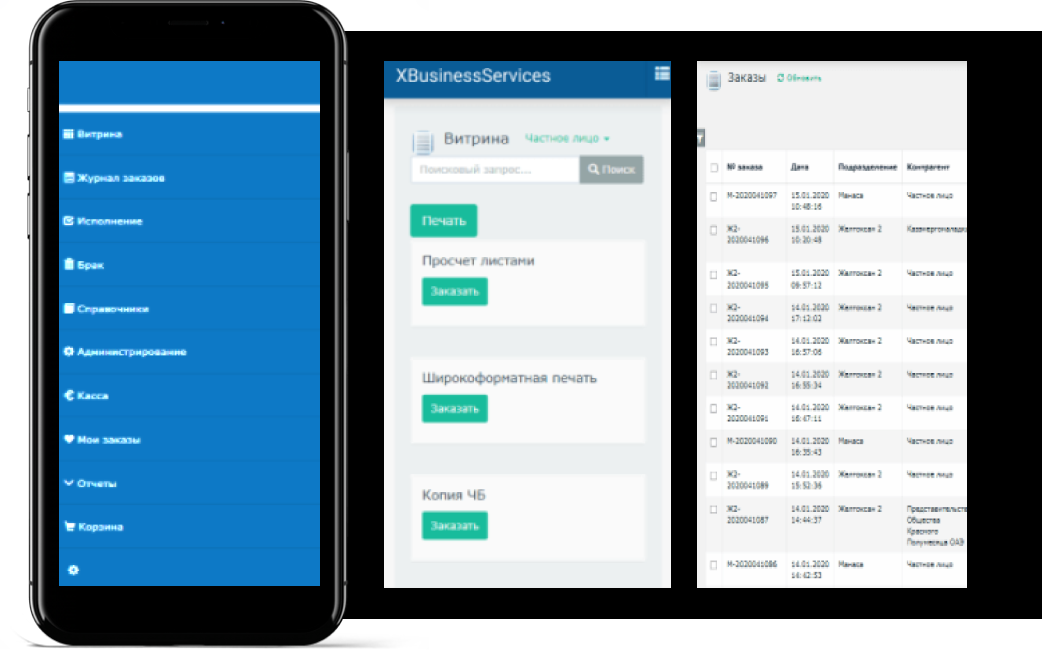 Витрина
Журнал заказов
Исполнение
Брак
Справочники
Администрирование
Касса
Мои заказы
Отчеты
Корзина
XBusinessServices
Витрина Частное лицо
Поисковый запрос... Поиск
Печать
Просчет листами
Заказать
Широкоформатная печать
Заказать
Копия ЧБ
Заказать
Заказы Обновить
№ заказа Дата Подразделение Контрагент
М-2020041097 15.01.2020 Манаса Частное лицо
10:48:16
Ж2- 15.01.2020 Желтоксан 2
2020041096 10:20:48
Ж2- 15.01.2020 Желтоксан 2 Частное лицо
2020041095 09:57:12
Ж2- 14.01.2020 Желтоксан 2 Частное лицо
2020041094 17:12:02
Ж2- 14.01.2020 Желтоксан 2 Частное лицо
2020041093 16:57:06
Ж2- 14.01.2020 Желтоксан 2 Частное лицо
2020041092 16:55:34
Ж2- 14.01.2020 Желтоксан 2 Частное лицо
2020041091 16:47:11
М-2020041090 14.01.2020 Манаса Частное лицо
16:35:43
Ж2- 14.01.2020 Желтоксан 2 Частное лицо
2020041089 15:52:36
Ж2- 14.01.2020 Желтоксан 2 Представительств
2020041087 14:44:37 Общества
Красного
Полумесяца ОАЭ
М-2020041086 14.01.2020 Манаса Частное лицо
14:42:53